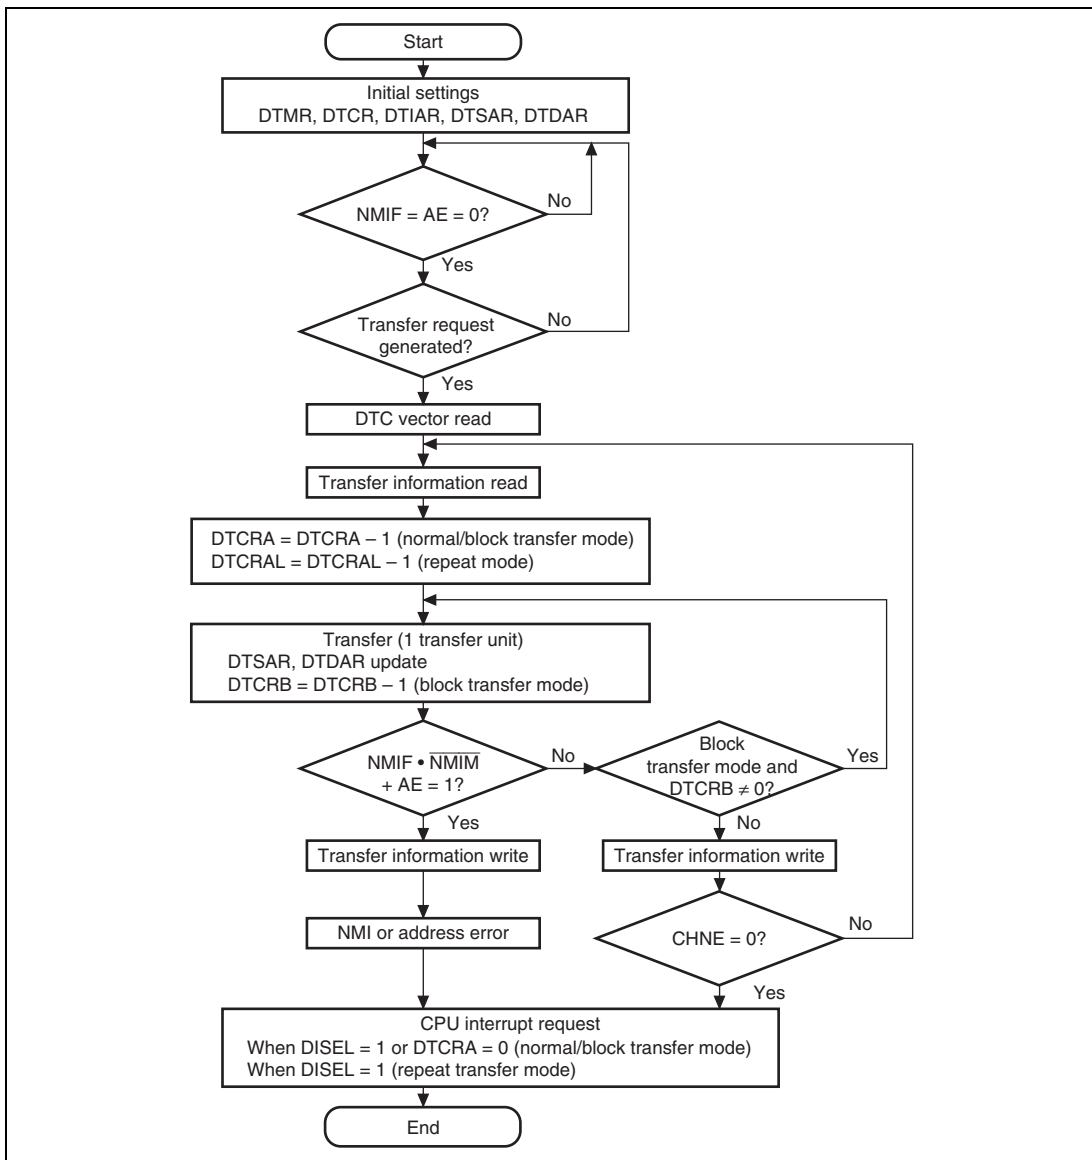 Start
Initial settings
DTMR, DTCR, DTIAR, DTSAR, DTDAR
NMIF = AE = 0?
No
Yes
Transfer request
generated?
No
Yes
DTC vector read
Transfer information read
DTCRA = DTCRA – 1 (normal/block transfer mode)
DTCRAL = DTCRAL – 1 (repeat mode)
Transfer (1 transfer unit)
DTSAR, DTDAR update
DTCRB = DTCRB – 1 (block transfer mode)
NMIF • N̅M̅I̅M̅
+ AE = 1?
No
Yes
Block
transfer mode and
DTCRB ≠ 0?
Yes
No
Transfer information write
Transfer information write
NMI or address error
CHNE = 0?
No
Yes
CPU interrupt request
When DISEL = 1 or DTCRA = 0 (normal/block transfer mode)
When DISEL = 1 (repeat transfer mode)
End